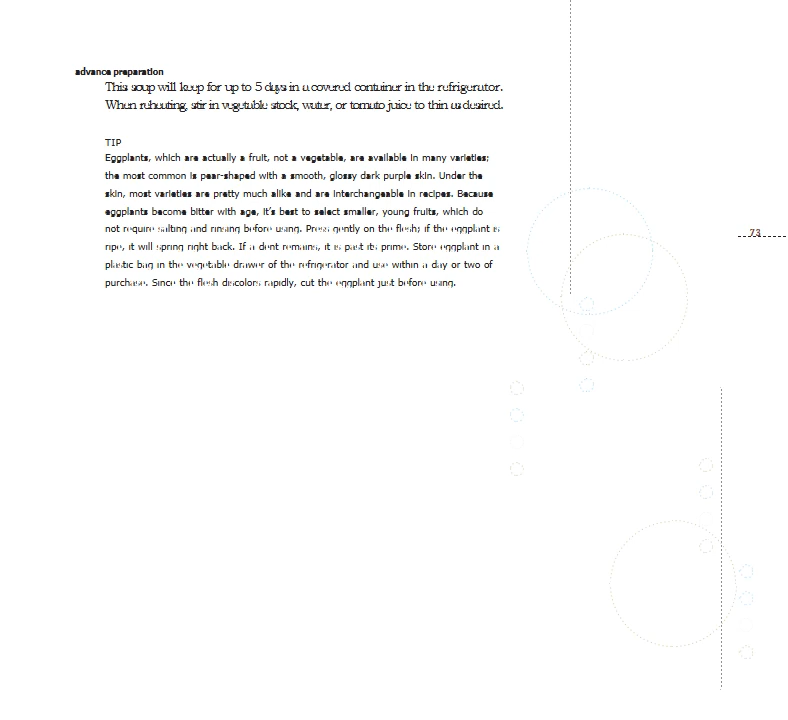 advance preparation
This soup will keep for up to 5 days in a covered container in the refrigerator.
When reheating, stir in vegetable stock, water, or tomato juice to thin as desired.
TIP
Eggplants, which are actually a fruit, not a vegetable, are available in many varieties;
the most common is pear-shaped with a smooth, glossy dark purple skin. Under the
skin, most varieties are pretty much alike and are interchangeable in recipes. Because
eggplants become bitter with age, it's best to select smaller, young fruits, which do
not require salting and rinsing before using. Press gently on the flesh; if the eggplant is
ripe, it will spring right back. If a dent remains, it is past its prime. Store eggplant in a
plastic bag in the vegetable drawer of the refrigerator and use within a day or two of
purchase. Since the flesh discolors rapidly, cut the eggplant just before using.
73